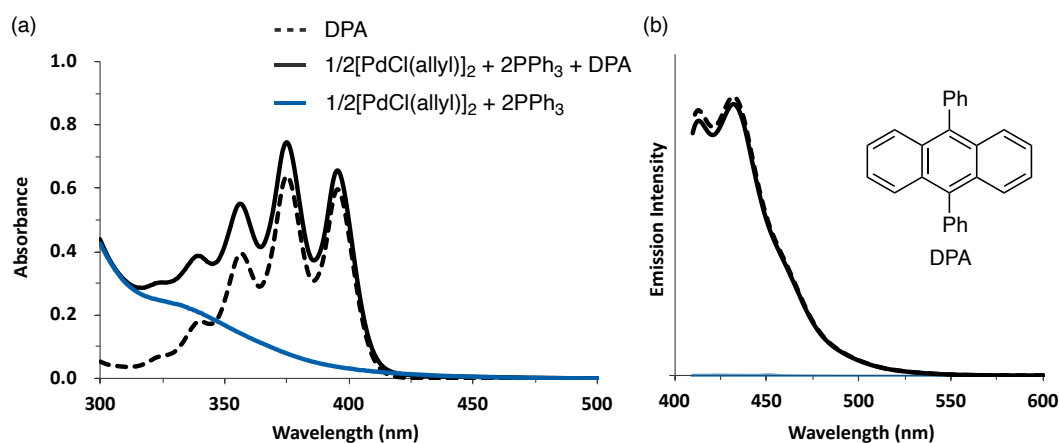 (a)
DPA
1/2[PdCl(allyl)]2 + 2PPh3 + DPA
1/2[PdCl(allyl)]2 + 2PPh3
1.0
0.8
0.6
0.4
0.2
0.0
Absorbance
300
350
400
450
500
Wavelength (nm)
(b)
Emission Intensity
Ph
Ph
DPA
450
500
550
600
Wavelength (nm)